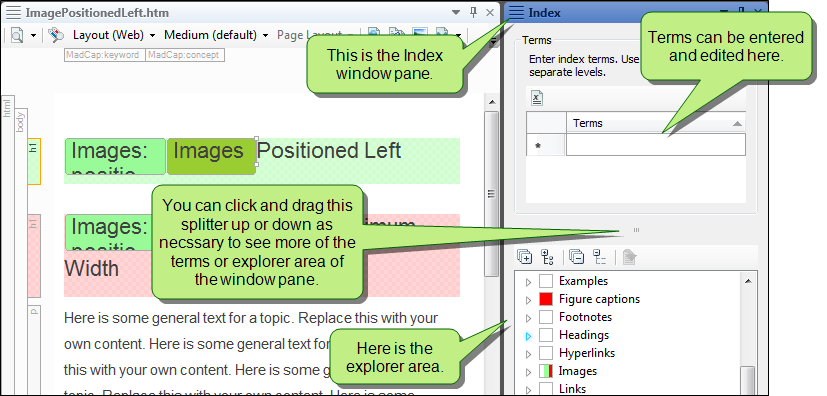 ImagePositionedLeft.htm
Layout (Web)
Medium (default)
Page Layout
MadCap:keyword
MadCap:concept
html
body
h1
Images:
positio
Images
Positioned Left
h1
Images:
positio
imum
Width
p
Here is some general text for a topic. Replace this with your
own content. Here is some general text for
this with your own content. Here is some g
topic. Replace this with your own content. Here is some
This is the Index
window pane.
You can click and drag this
splitter up or down as
necssary to see more of the
terms or explorer area of
the window pane.
Here is the
explorer area.
Index
Terms
Enter index terms. Use
separate levels.
Terms can be entered
and edited here.
Terms
*
Examples
Figure captions
Footnotes
Headings
Hyperlinks
Images
Links